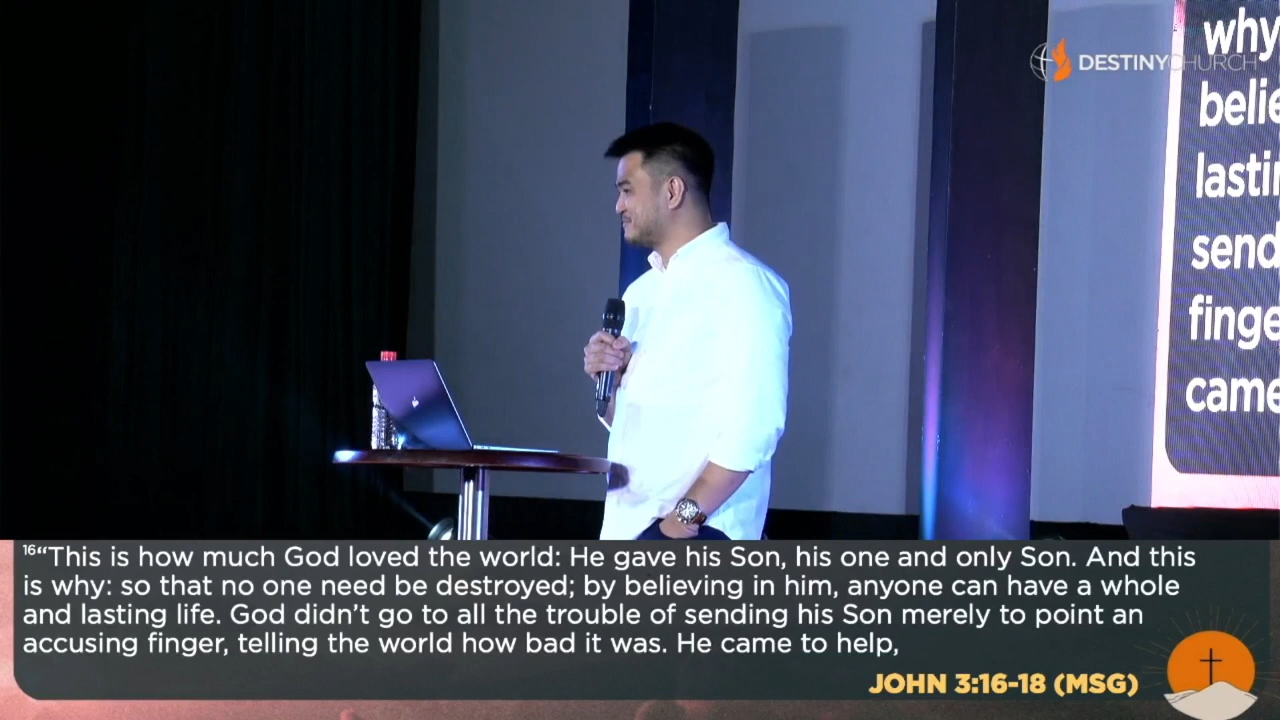 DESTINYCHURCH
why
belie
lasti
send
finge
came
16“This is how much God loved the world: He gave his Son, his one and only Son. And this
is why: so that no one need be destroyed; by believing in him, anyone can have a whole
and lasting life. God didn’t go to all the trouble of sending his Son merely to point an
accusing finger, telling the world how bad it was. He came to help,
JOHN 3:16-18 (MSG)